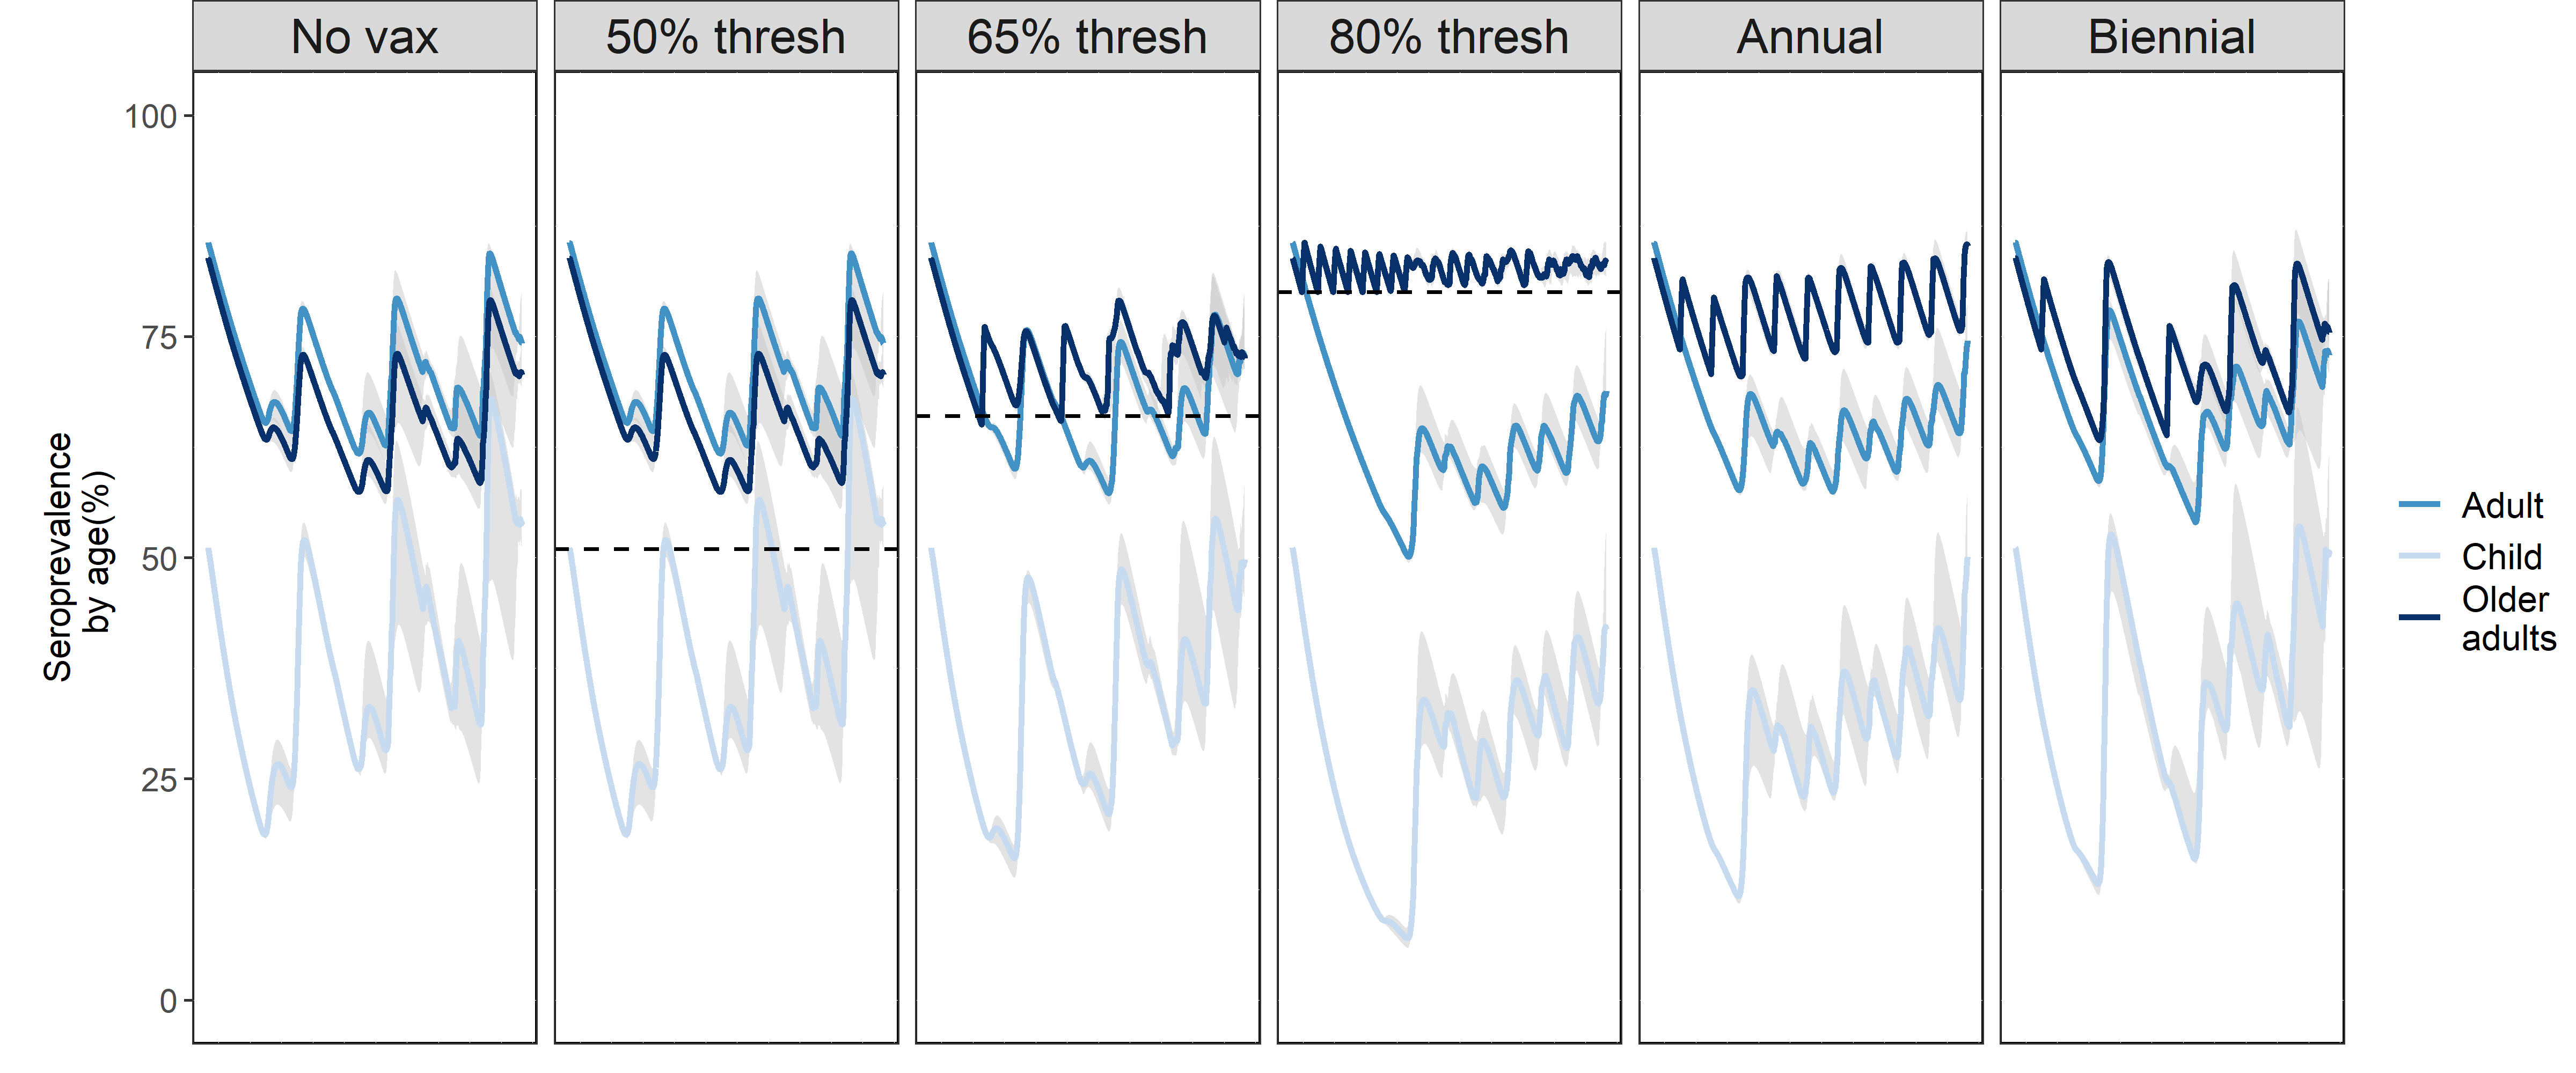 No vax
50% thresh
65% thresh
80% thresh
Annual
Biennial
Seroprevalence
by age(%)
100
75
50
25
0
Adult
Child
Older
adults